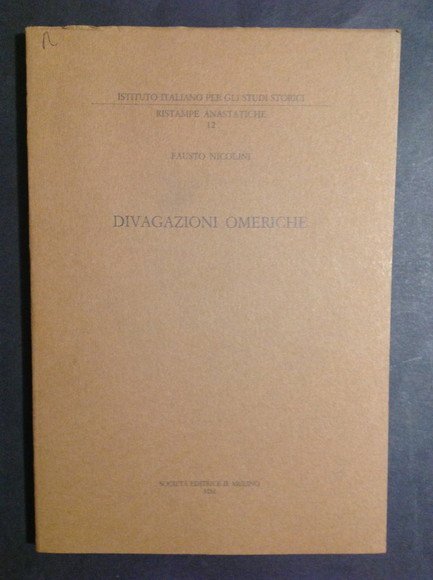 ISTITUTO ITALIANO PER GLI STUDI STORICI
RISTAMPE ANASTATICHE
12
FAUSTO NICOLINI
DIVAGAZIONI OMERICHE
SOCIETÀ EDITRICE IL MULINO